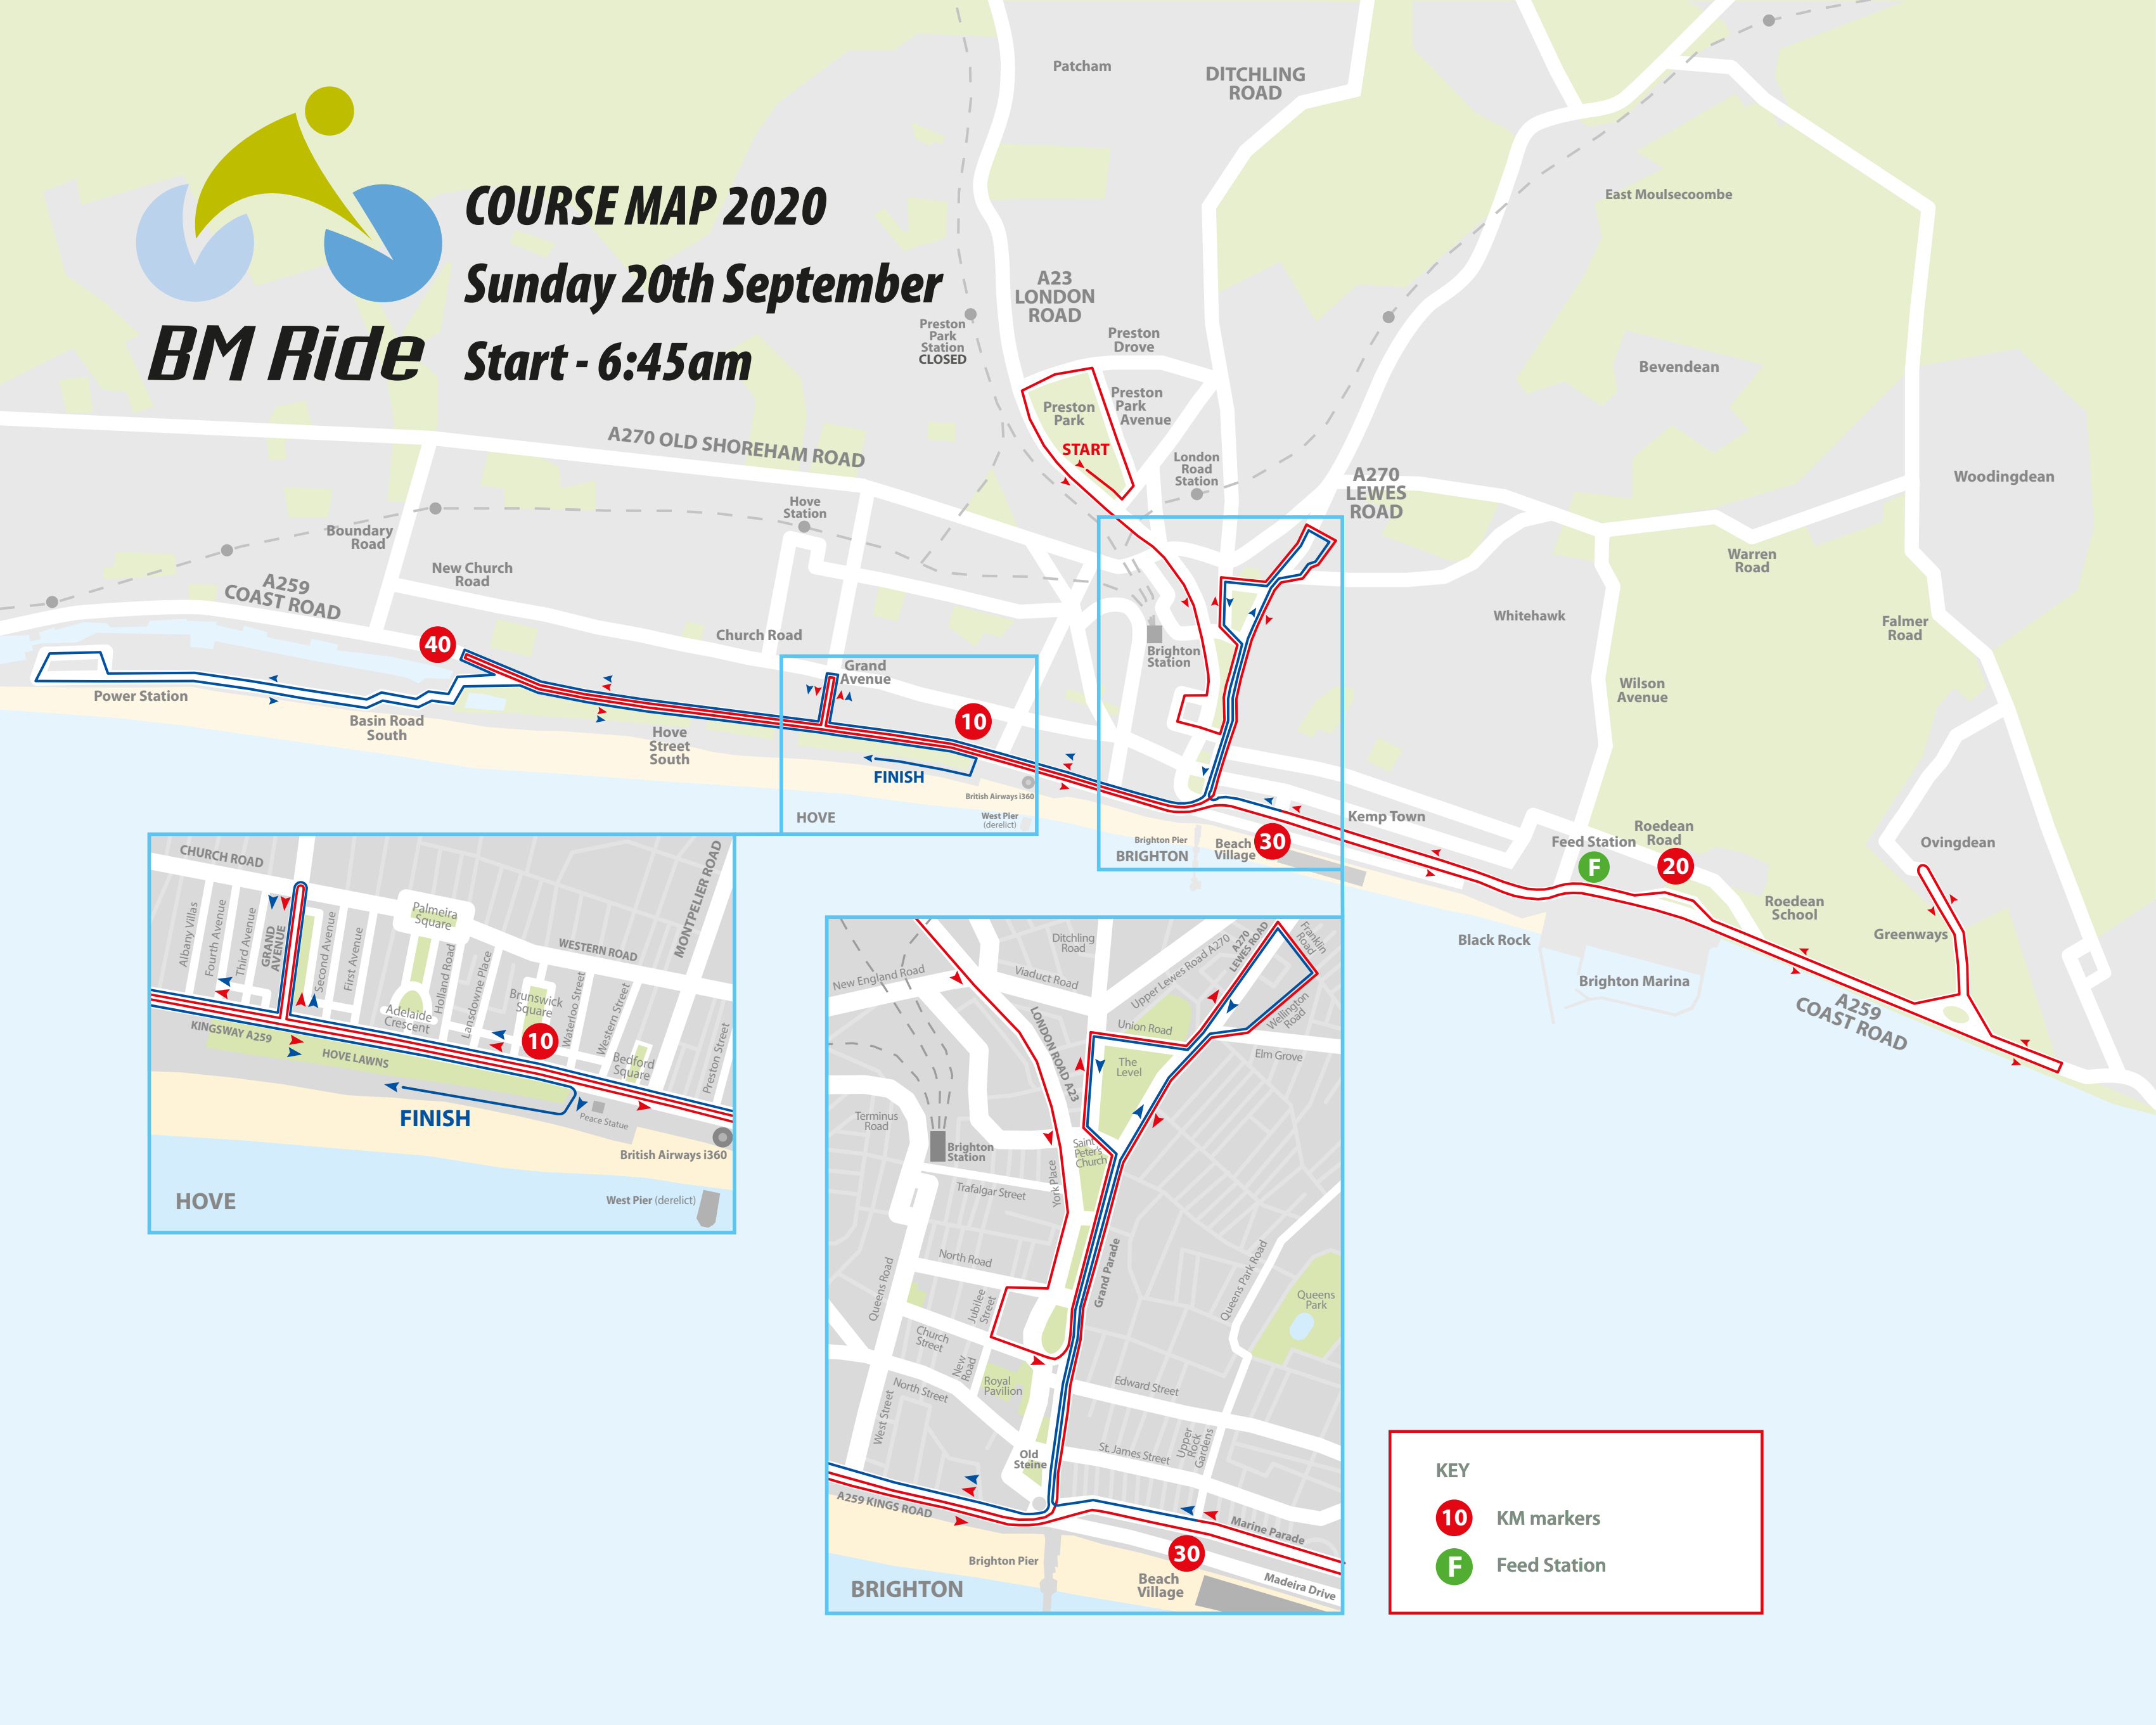 Patcham
DITCHLING
ROAD
COURSE MAP 2020
Sunday 20th September
Start - 6:45am
BM Ride
East Moulsecoombe
A23
LONDON
ROAD
Preston
Park
Station
CLOSED
Preston
Drove
Bevendean
Preston
Park
Avenue
Preston
Park
START
A270 OLD SHOREHAM ROAD
London
Road
Station
A270
LEWES
ROAD
Woodingdean
Hove
Station
Boundary
Road
New Church
Road
A259
COAST ROAD
Warren
Road
Whitehawk
Falmer
Road
Church Road
40
Grand
Avenue
Brighton
Station
Wilson
Avenue
Power Station
Basin Road
South
Hove
Street
South
10
FINISH
British Airways i360
West Pier
(derelict)
HOVE
Kemp Town
Brighton Pier
BRIGHTON
Beach
Village
30
Feed Station
F
Roedean
Road
20
Ovingdean
Roedean
School
Greenways
Black Rock
Brighton Marina
A259
COAST ROAD
CHURCH ROAD
Palmeira
Square
MONTPELIER ROAD
Albany Villas
Fourth Avenue
Third Avenue
GRAND
AVENUE
Second Avenue
First Avenue
WESTERN ROAD
Holland Road
Lansdowne Place
Adelaide
Crescent
Brunswick
Square
Waterloo Street
Western Street
Bedford
Square
Preston Street
10
KINGSWAY A259
HOVE LAWNS
FINISH
Peace Statue
British Airways i360
West Pier (derelict)
HOVE
Ditchling
Road
Upper Lewes Road A270
A270
LEWES ROAD
Franklin
Road
New England Road
Viaduct Road
LONDON ROAD A23
Union Road
Wellington
Road
Elm Grove
The
Level
Terminus
Road
Brighton
Station
Saint
Peters
Church
York Place
Trafalgar Street
North Road
Grand Parade
Queens Park Road
Queens
Park
Queens Road
Jubilee
Street
Church
Street
New
Road
Royal
Pavilion
North Street
Edward Street
West Street
Old
Steine
St. James Street
Upper
Rock
Gardens
A259 KINGS ROAD
Marine Parade
30
Brighton Pier
Beach
Village
Madeira Drive
BRIGHTON
KEY
10 KM markers
F Feed Station